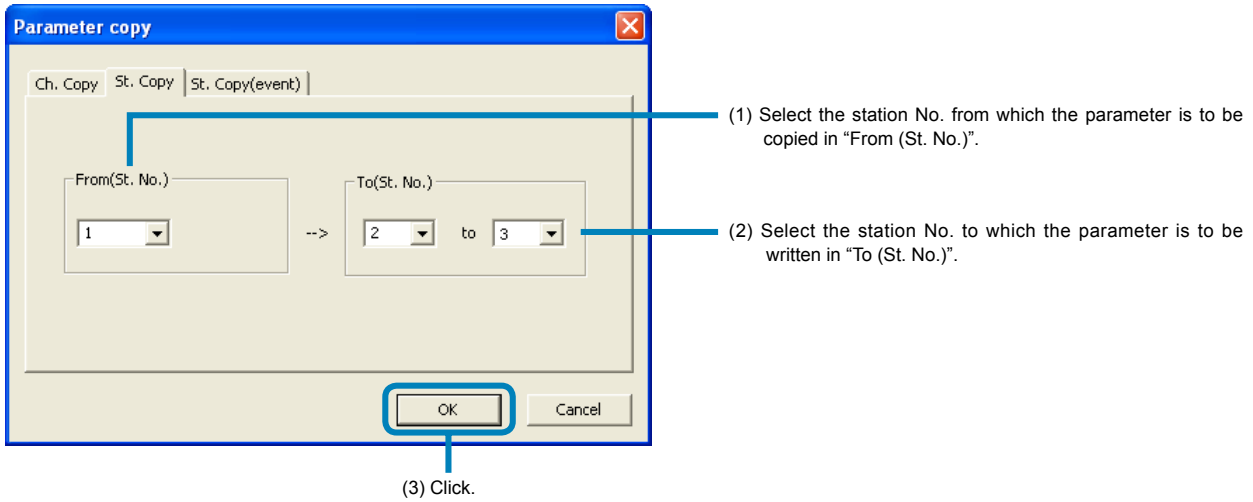 Parameter copy
Ch. Copy St. Copy St. Copy(event)
(1) Select the station No. from which the parameter is to be
copied in “From (St. No.)”.
From(St. No.) To(St. No.)
1 --> 2 to 3
(2) Select the station No. to which the parameter is to be
written in “To (St. No.)”.
OK Cancel
(3) Click.